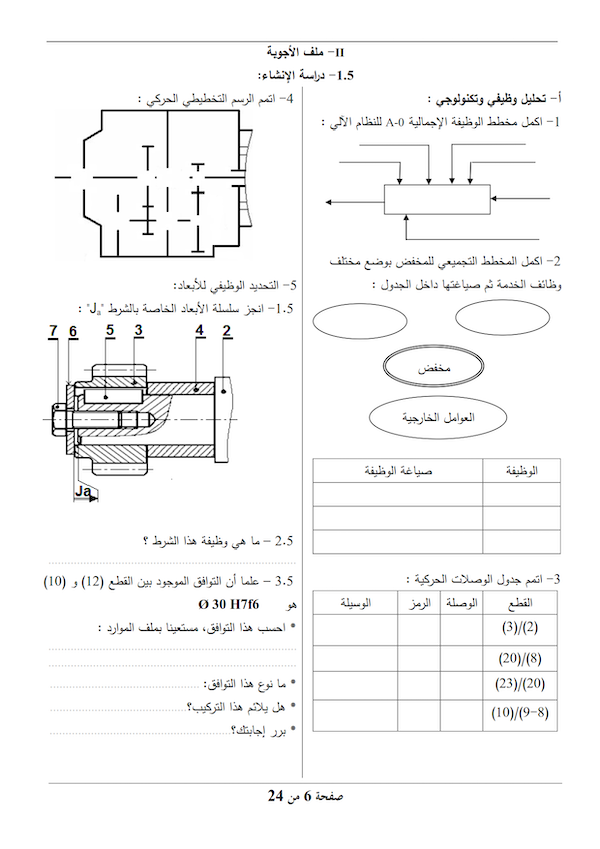 II- ملف الأجوبة
1.5- دراسة الإنشاء:
أ- تحليل وظيفي وتكنولوجي :
1- اكمل مخطط الوظيفة الإجمالية A-0 للنظام الآلي :
2- اكمل المخطط التجميعي للمخفض بوضع مختلف
وظائف الخدمة ثم صياغتها داخل الجدول :
مخفض
العوامل الخارجية
الوظيفة صياغة الوظيفة
3- اتمم جدول الوصلات الحركية :
القطع الوصلة الرمز الوسيلة
(3)/(2)
(20)/(8)
(23)/(20)
(10)/(9-8)
4- اتمم الرسم التخطيطي الحركي :
5- التحديد الوظيفي للأبعاد:
1.5- انجز سلسلة الأبعاد الخاصة بالشرط "Ja" :
7 6 5 3 4 2
Ja
2.5 - ما هي وظيفة هذا الشرط ؟
3.5 - علما أن التوافق الموجود بين القطع (12) و (10)
هو Ø 30 H7f6
• احسب هذا التوافق، مستعينا بملف الموارد :
• ما نوع هذا التوافق:
• هل يلائم هذا التركيب؟
• برر إجابتك؟
صفحة 6 من 24